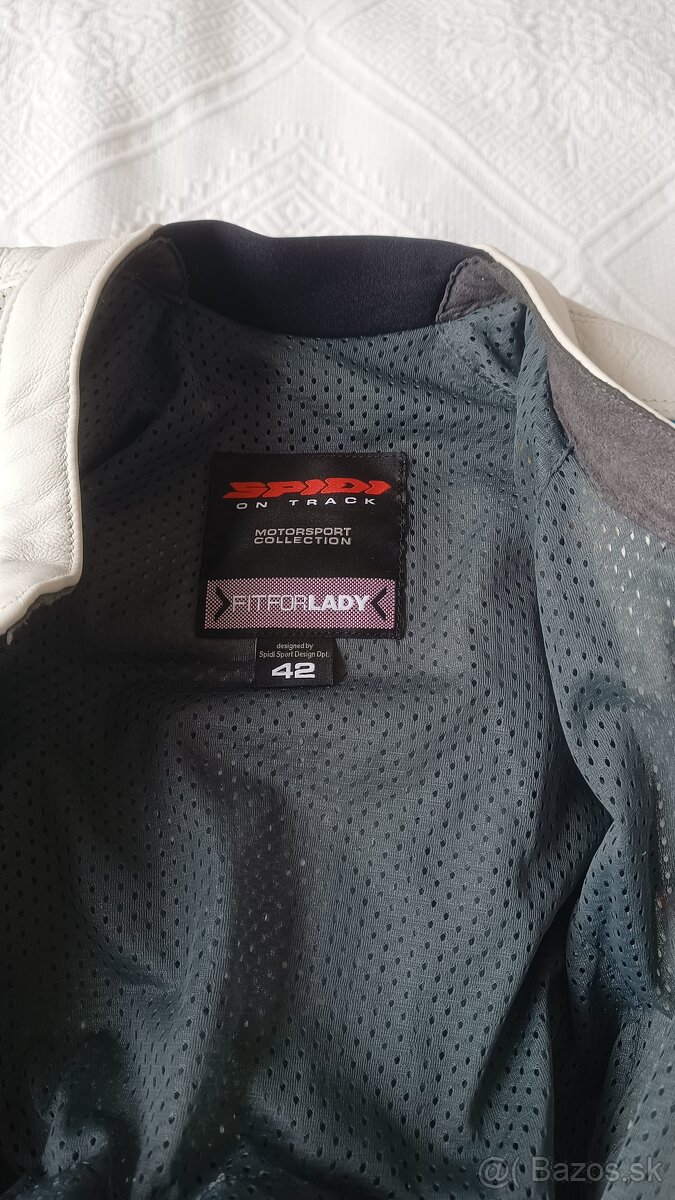 SPIDI
ON TRACK
MOTORSPORT
COLLECTION
FITFORLADY
designed by
Spidi Sport Design Dpt.
42
@( Bazos.sk